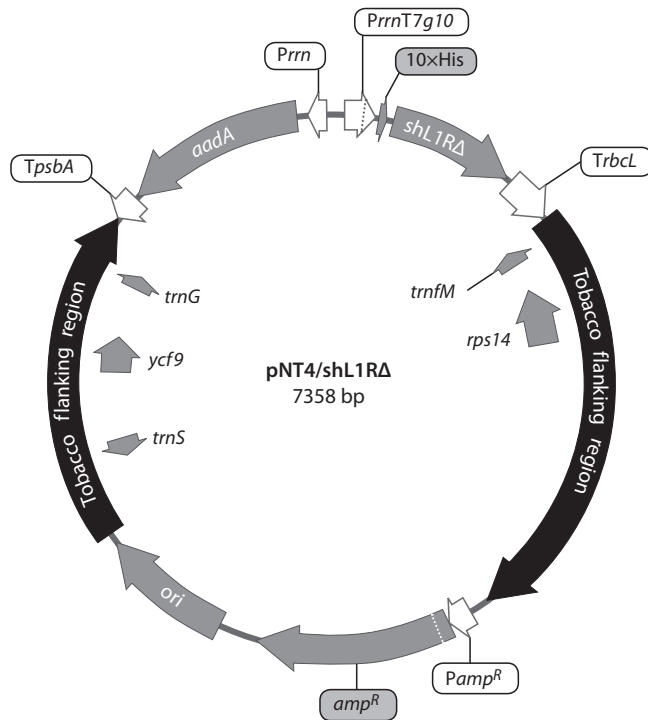 PrrnT7g10
Prrn
10×His
aadA
shL1RΔ
TpsbA
TrbcL
Tobacco flanking region
trnG
trnfM
Tobacco flanking region
rps14
ycf9
pNT4/shL1RΔ
7358 bp
trnS
ori
PampR
ampR